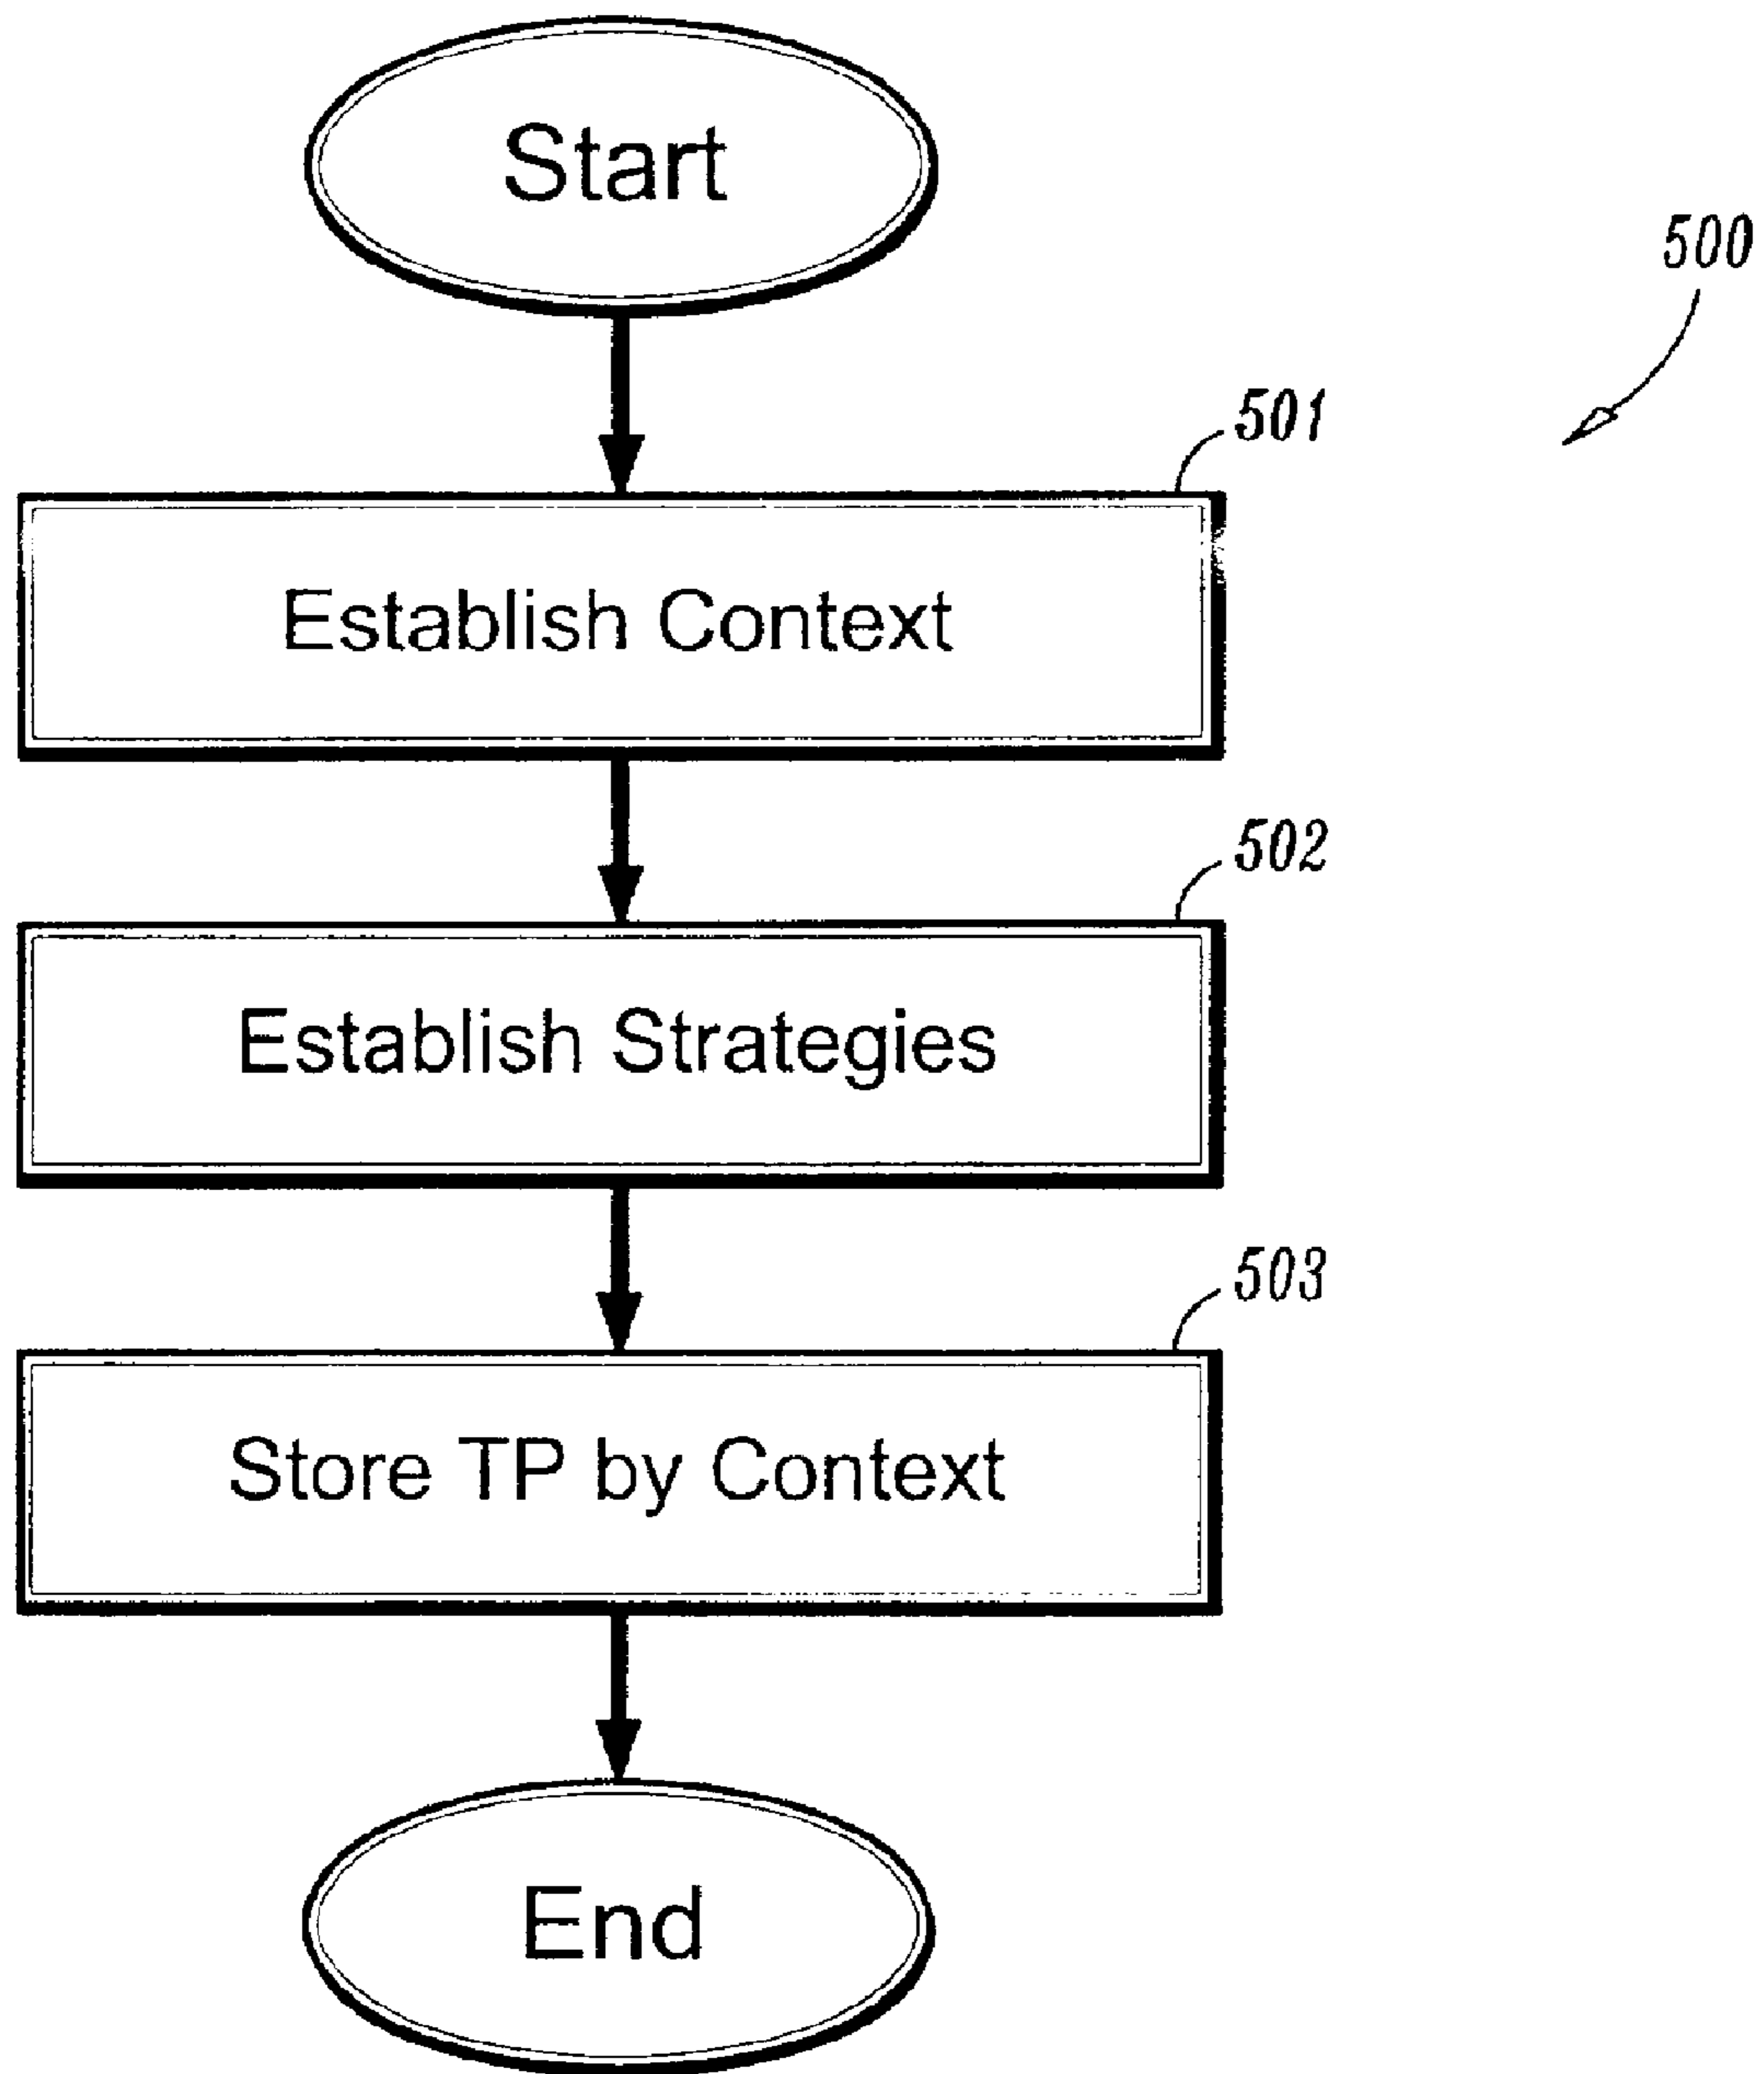 Start
500
501
Establish Context
502
Establish Strategies
503
Store TP by Context
End